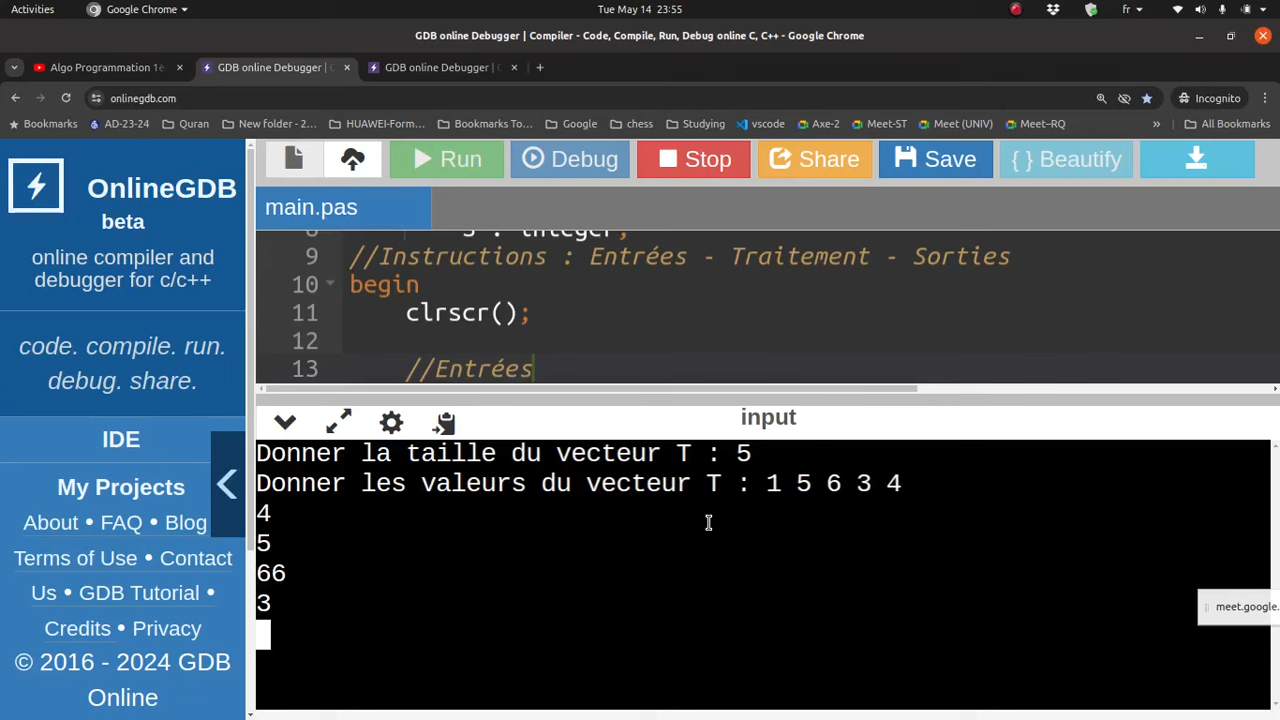 Activities
Google Chrome
Tue May 14 23:55
fr
GDB online Debugger | Compiler - Code, Compile, Run, Debug online C, C++ - Google Chrome
Algo Programmation 1è
GDB online Debugger |
GDB online Debugger |
onlinegdb.com
Incognito
Bookmarks
AD-23-24
Quran
New folder - 2…
HUAWEI-Form…
Bookmarks To…
Google
chess
Studying
vscode
Axe-2
Meet-ST
Meet (UNIV)
Meet–RQ
»
All Bookmarks
OnlineGDB
beta
online compiler and
debugger for c/c++
code. compile. run.
debug. share.
IDE
My Projects
About • FAQ • Blog
Terms of Use • Contact
Us • GDB Tutorial •
Credits • Privacy
© 2016 - 2024 GDB
Online
Run
Debug
Stop
Share
Save
{ } Beautify
main.pas
8 S : integer;
9 //Instructions : Entrées - Traitement - Sorties
10 begin
11 clrscr();
12
13 //Entrées
input
Donner la taille du vecteur T : 5
Donner les valeurs du vecteur T : 1 5 6 3 4
4
5
66
3
meet.google.